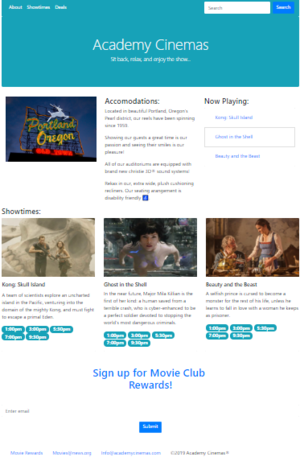 About Showtimes Deals Search Search
Academy Cinemas
Sit back, relax, and enjoy the show...
Portland
Oregon
Accomodations:
Located in beautiful Portland, Oregon's
Pearl district, our reels have been spinning
since 1959.
Showing our guests a great time is our
passion and seeing their smiles is our
pleasure!
All of our auditoriums are equipped with
brand new christie 3D® sound systems!
Relax in our, extra wide, plush cushioning
recliners. Our seating arrangement is
disability friendly
Now Playing:
Kong: Skull Island
Ghost in the Shell
Beauty and the Beast
Showtimes:
Kong: Skull Island
A team of scientists explore an uncharted
island in the Pacific, venturing into the
domain of the mighty Kong, and must fight
to escape a primal Eden.
1:00pm 3:00pm 5:30pm
7:00pm 9:30pm
Ghost in the Shell
In the near future, Major Mila Killian is the
first of her kind: a human saved from a
terrible crash, who is cyber-enhanced to be
a perfect soldier devoted to stopping the
world's most dangerous criminals.
1:00pm 3:00pm 5:30pm
7:00pm 9:30pm
Beauty and the Beast
A selfish prince is cursed to become a
monster for the rest of his life, unless he
learns to fall in love with a woman he keeps
as prisoner.
1:00pm 3:00pm 5:30pm
7:00pm 9:30pm
Sign up for Movie Club
Rewards!
Enter email
Submit
Movie Rewards Movies@news.org info@academycinemas.com ©2019 Academy Cinemas®